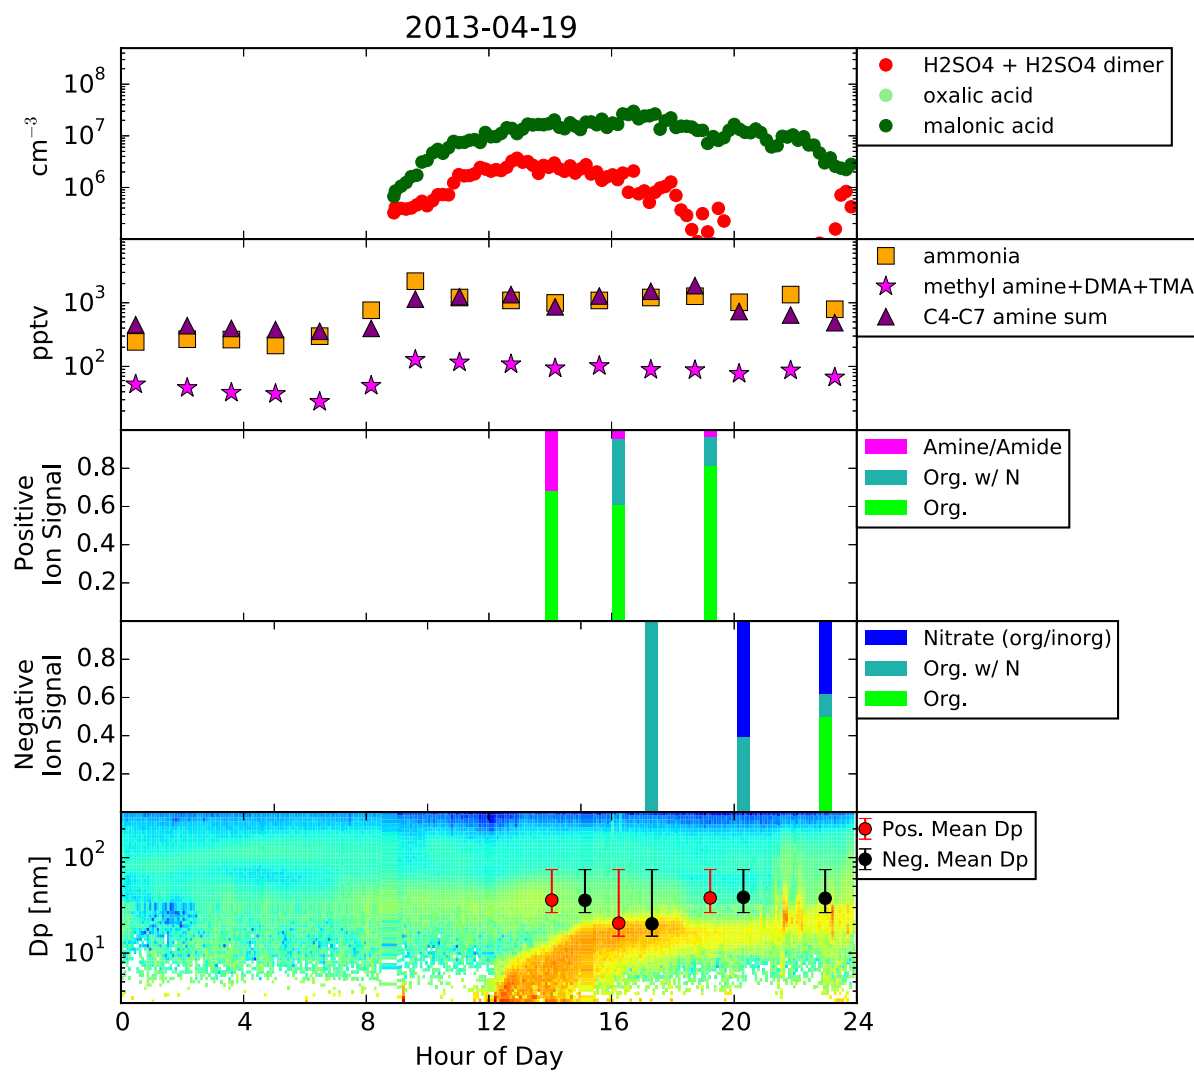 2013-04-19
10^8
10^7
10^6
cm^-3
H2SO4 + H2SO4 dimer
oxalic acid
malonic acid
10^3
10^2
pptv
ammonia
methyl amine+DMA+TMA
C4-C7 amine sum
0.8
0.6
0.4
0.2
Positive
Ion Signal
Amine/Amide
Org. w/ N
Org.
0.8
0.6
0.4
0.2
Negative
Ion Signal
Nitrate (org/inorg)
Org. w/ N
Org.
10^2
10^1
Dp [nm]
Pos. Mean Dp
Neg. Mean Dp
0 4 8 12 16 20 24
Hour of Day